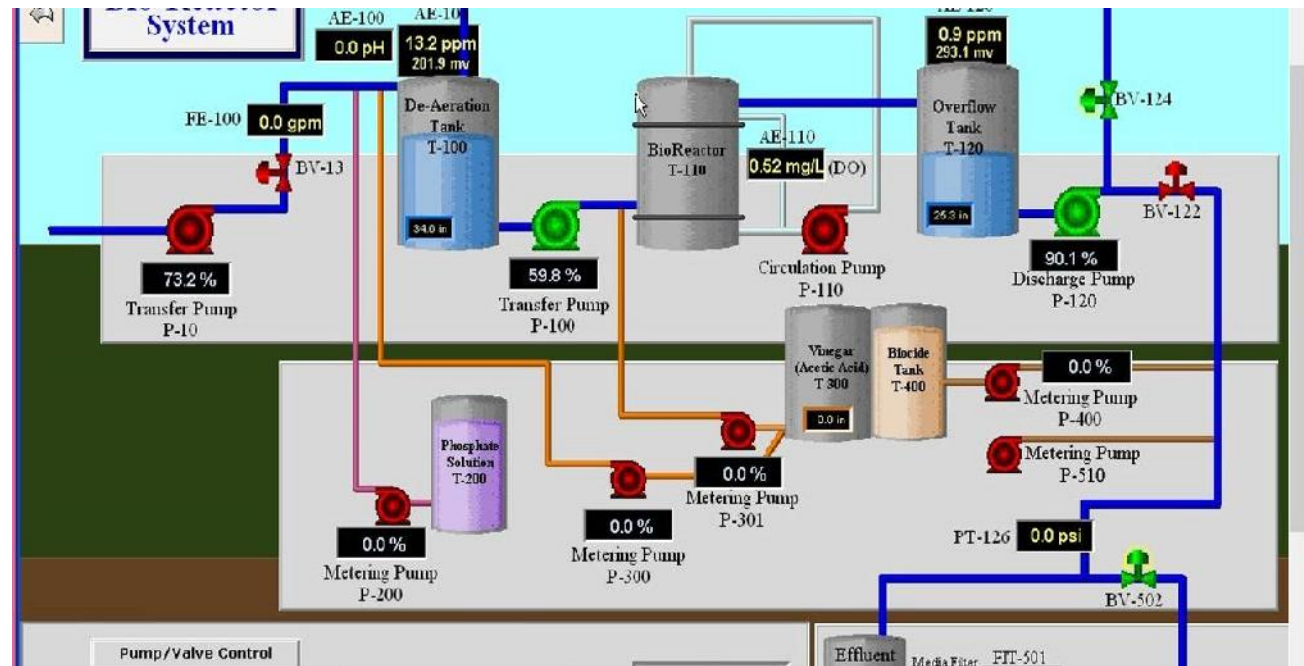 System
AE-100
0.0 pH
13.2 ppm
201.9 mv
0.9 ppm
293.1 mv
FE-100
0.0 gpm
BV-13
De-Aeration
Tank
T-100
34.0 in
BioReactor
T-110
AE-110
0.52 mg/L (DO)
Overflow
Tank
T-120
25.3 in
BV-124
BV-122
73.2 %
Transfer Pump
P-10
59.8 %
Transfer Pump
P-100
Circulation Pump
P-110
90.1 %
Discharge Pump
P-120
Vinegar
(Acetic Acid)
T 300
0.0 in
Biocide
Tank
T-400
0.0 %
Metering Pump
P-400
Metering Pump
P-510
Phosphate
Solution
T-200
0.0 %
Metering Pump
P-200
0.0 %
Metering Pump
P-300
0.0 %
Metering Pump
P-301
PT-126
0.0 psi
BV-502
Pump/Valve Control
Effluent
Media Filter
FIT-501